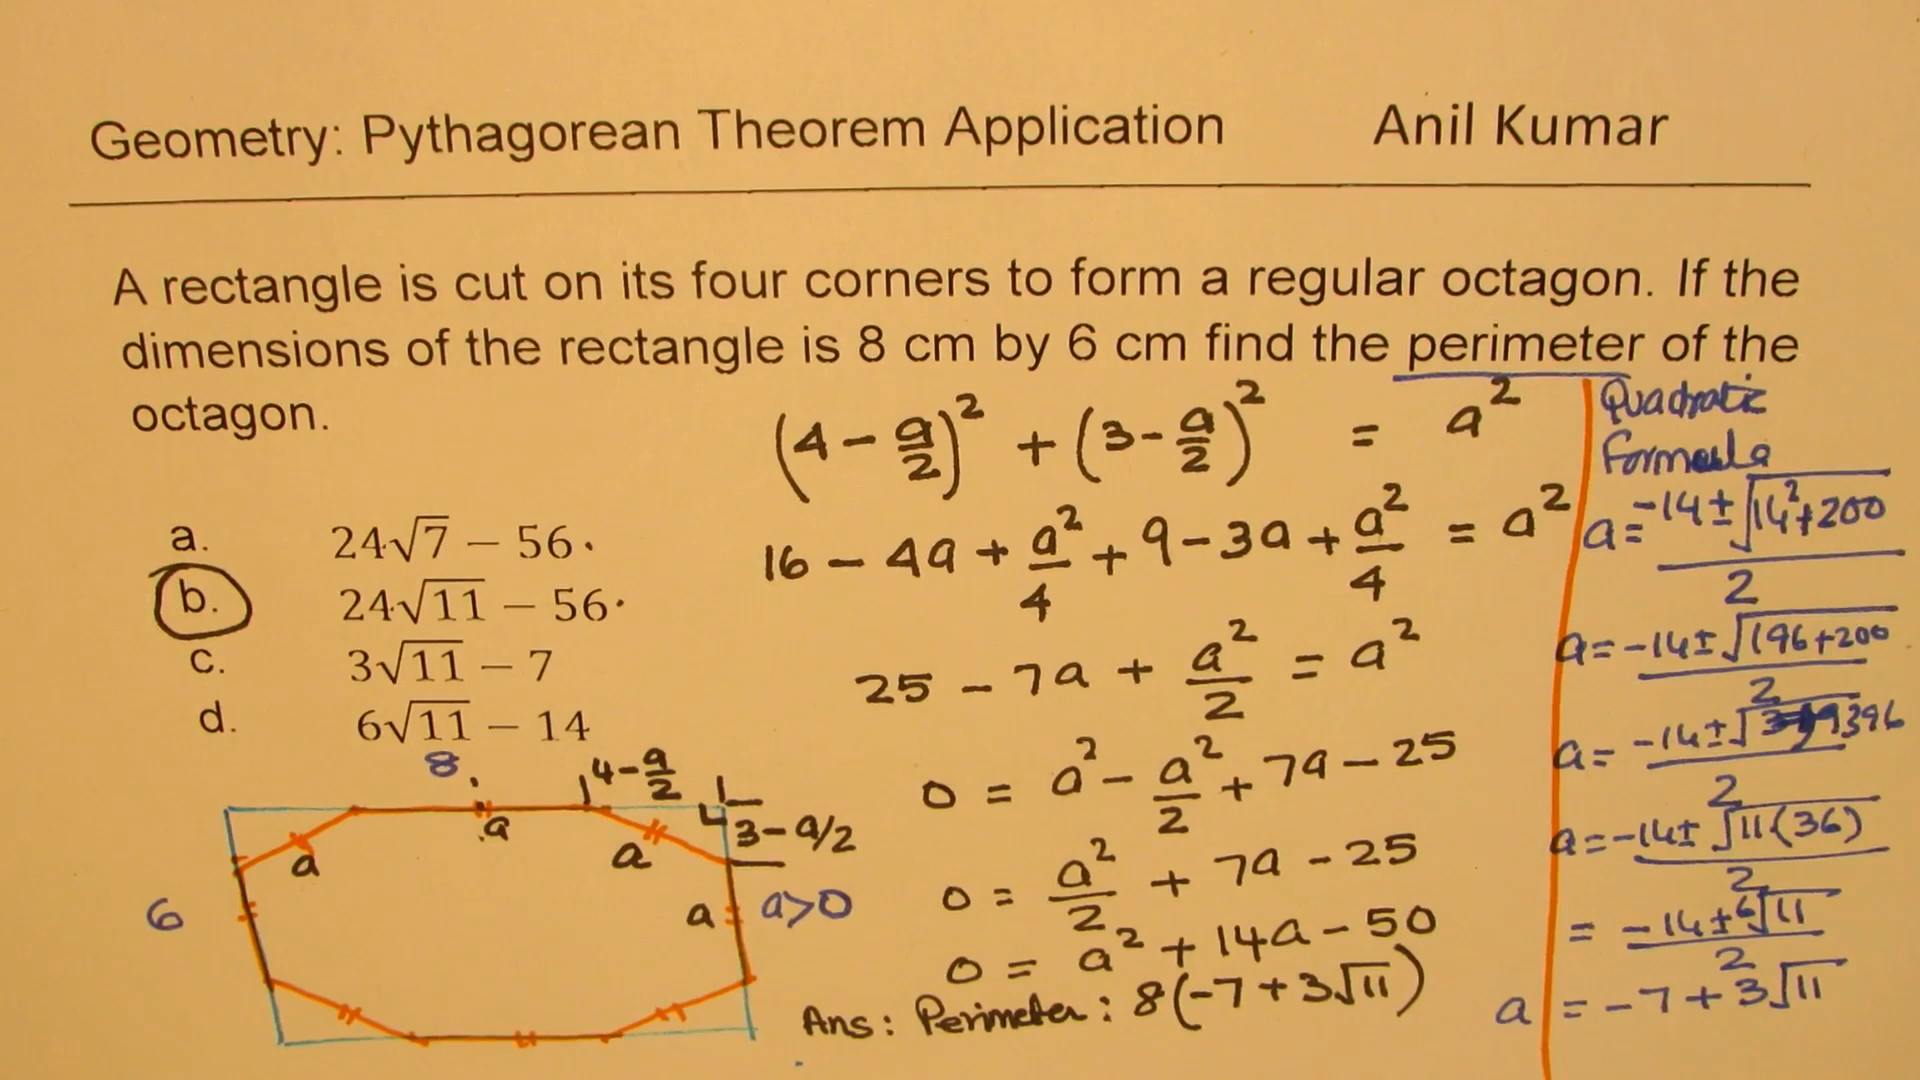 Geometry: Pythagorean Theorem Application Anil Kumar
A rectangle is cut on its four corners to form a regular octagon. If the
dimensions of the rectangle is 8 cm by 6 cm find the perimeter of the
octagon.
a. 24√7 − 56.
b. 24√11 − 56.
c. 3√11 − 7
d. 6√11 − 14
8
4 - a/2
a
3 - a/2
a
a
6
a
a>0
(4 - a/2)² + (3 - a/2)² = a²
16 - 4a + a²/4 + 9 - 3a + a²/4 = a²
25 - 7a + a²/2 = a²
0 = a² - a²/2 + 7a - 25
0 = a²/2 + 7a - 25
0 = a² + 14a - 50
Ans: Perimeter: 8(-7 + 3√11)
Quadratic
Formula
a = -14 ± √14² + 200 / 2
a = -14 ± √196 + 200 / 2
a = -14 ± √396 / 2
a = -14 ± √11(36) / 2
= -14 ± 6√11 / 2
a = -7 + 3√11